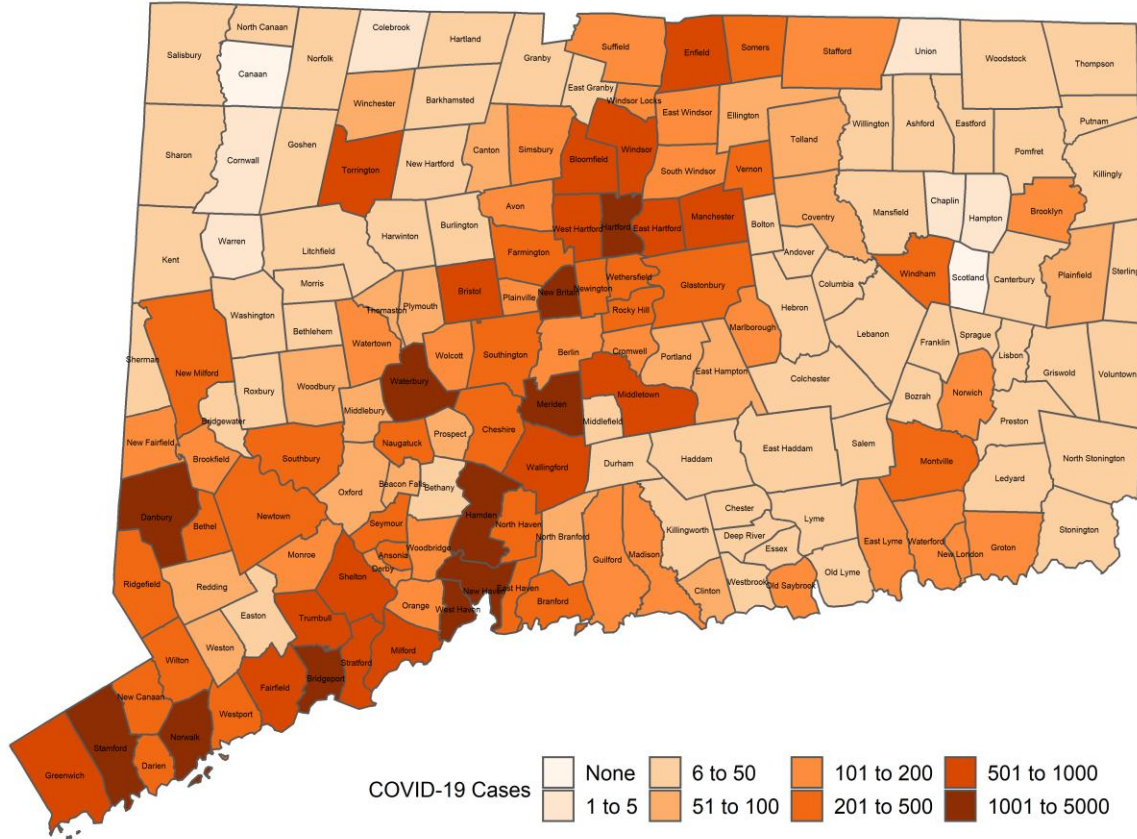 North Canaan
Colebrook
Hartland
Salisbury
Canaan
Norfolk
Granby
Suffield
Enfield
Somers
Stafford
Union
Woodstock
Thompson
East Granby
Windsor Locks
Winchester
Barkhamsted
East Windsor
Ellington
Willington
Ashford
Eastford
Putnam
Sharon
Cornwall
Goshen
Torrington
New Hartford
Canton
Simsbury
Bloomfield
Windsor
South Windsor
Vernon
Tolland
Pomfret
Killingly
Avon
West Hartford
Hartford
East Hartford
Manchester
Bolton
Coventry
Mansfield
Chaplin
Hampton
Brooklyn
Kent
Warren
Litchfield
Harwinton
Burlington
Farmington
Andover
Columbia
Windham
Scotland
Canterbury
Plainfield
Sterling
Morris
Bristol
New Britain
Newington
Wethersfield
Glastonbury
Hebron
Washington
Bethlehem
Thomaston
Plymouth
Plainville
Rocky Hill
Marlborough
Lebanon
Franklin
Sprague
Lisbon
Griswold
Voluntown
Sherman
New Milford
Watertown
Wolcott
Southington
Berlin
Cromwell
Portland
East Hampton
Colchester
Bozrah
Norwich
Preston
Roxbury
Woodbury
Waterbury
Meriden
Middletown
Middlefield
Bridgewater
Middlebury
Cheshire
New Fairfield
Brookfield
Southbury
Naugatuck
Prospect
Wallingford
Durham
Haddam
East Haddam
Salem
Montville
North Stonington
Ledyard
Danbury
Bethel
Newtown
Oxford
Beacon Falls
Bethany
Hamden
Seymour
North Haven
North Branford
Guilford
Madison
Killingworth
Chester
Deep River
Essex
Lyme
East Lyme
Waterford
New London
Groton
Stonington
Ridgefield
Redding
Monroe
Ansonia
Derby
Woodbridge
Shelton
Orange
West Haven
New Haven
East Haven
Branford
Clinton
Westbrook
Old Saybrook
Old Lyme
Easton
Trumbull
Weston
Wilton
Stratford
Milford
Fairfield
Bridgeport
New Canaan
Westport
Norwalk
Stamford
Darien
Greenwich
COVID-19 Cases
None
6 to 50
101 to 200
501 to 1000
1 to 5
51 to 100
201 to 500
1001 to 5000